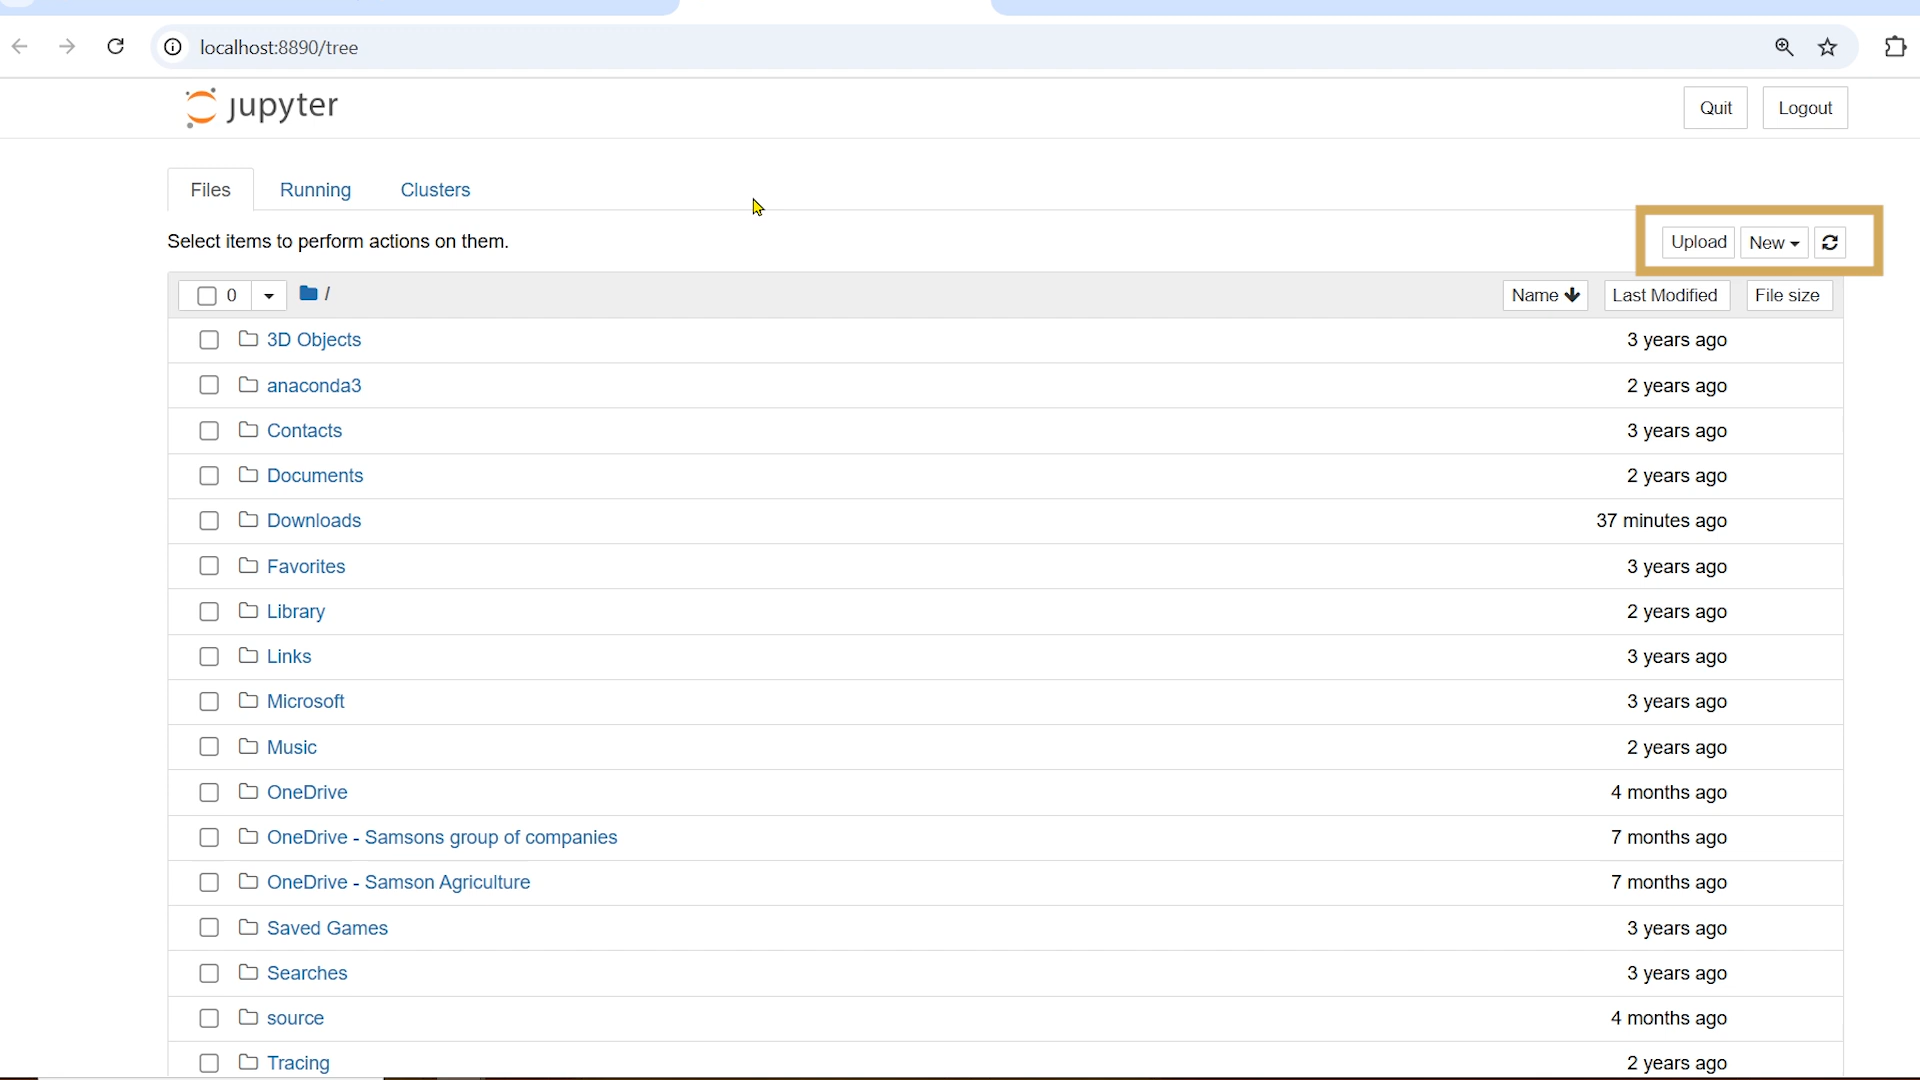 localhost:8890/tree
jupyter
Quit
Logout
Files
Running
Clusters
Select items to perform actions on them.
Upload
New
0
/
Name
Last Modified
File size
3D Objects
3 years ago
anaconda3
2 years ago
Contacts
3 years ago
Documents
2 years ago
Downloads
37 minutes ago
Favorites
3 years ago
Library
2 years ago
Links
3 years ago
Microsoft
3 years ago
Music
2 years ago
OneDrive
4 months ago
OneDrive - Samsons group of companies
7 months ago
OneDrive - Samson Agriculture
7 months ago
Saved Games
3 years ago
Searches
3 years ago
source
4 months ago
Tracing
2 years ago